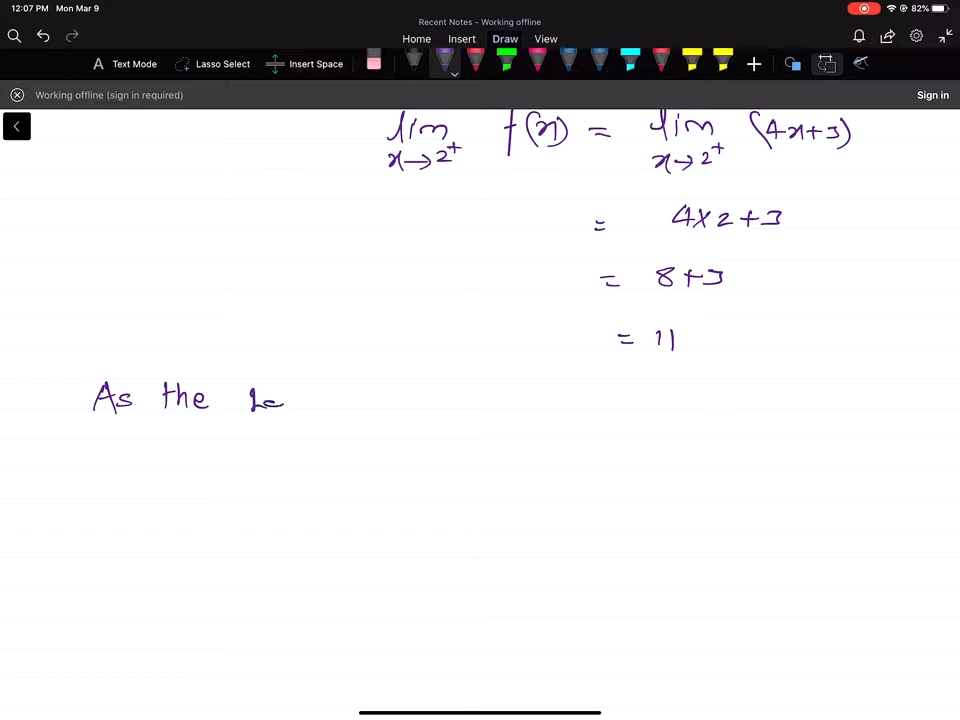 12:07 PM Mon Mar 9
82%
Recent Notes - Working offline
Home Insert Draw View
Text Mode Lasso Select Insert Space
Working offline (sign in required) Sign in
lim x→2⁺ f(x) = lim x→2⁺ (4x+3)
= 4x2+3
= 8+3
= 11
As the